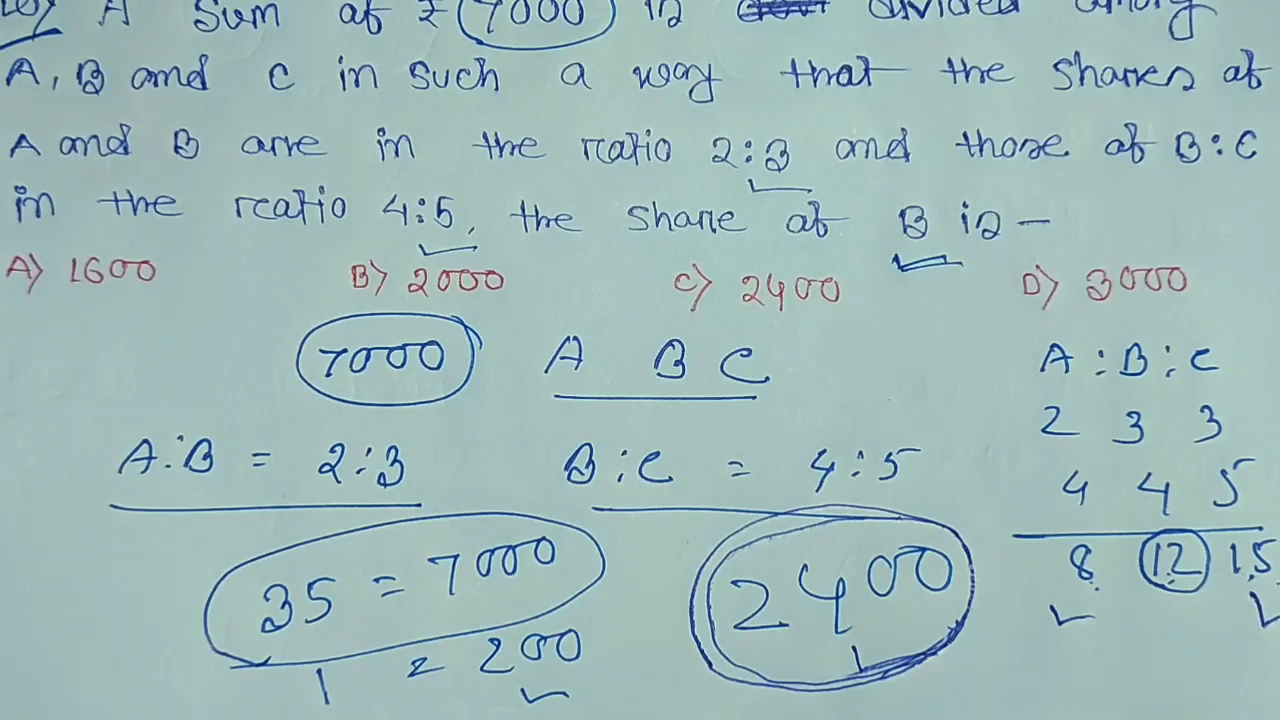 A sum of ₹ 7000 is divided among
A, B and C in such a way that the shares of
A and B are in the ratio 2:3 and those of B:C
in the ratio 4:5, the share of B is -
A) 1600 B) 2000 C) 2400 D) 3000
7000 A B C
A:B = 2:3 B:C = 4:5
35 = 7000
1 = 200
2400
A:B:C
2 3 3
4 4 5
8 12 15